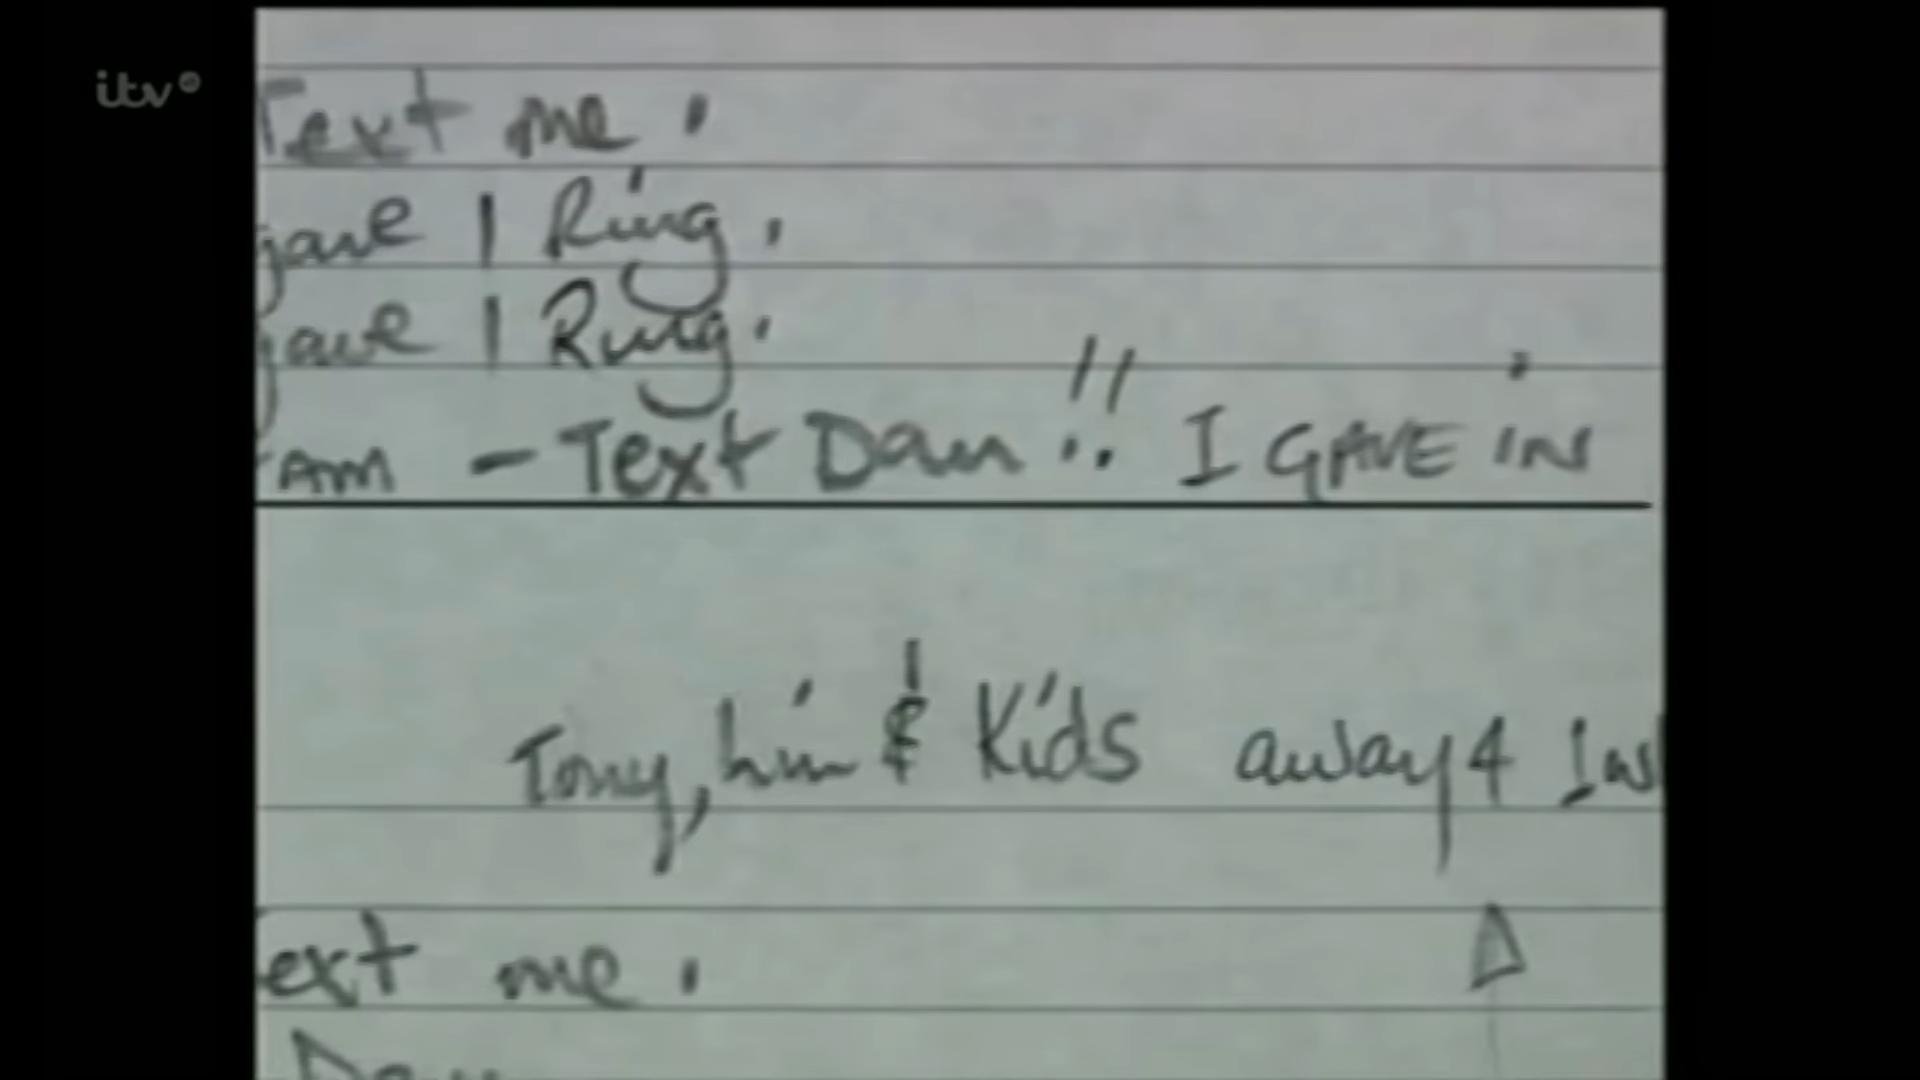 itv
Text me.
gave 1 Ring.
gave 1 Ring.
AM - Text Dan!! I GAVE IN
Tony, him & Kids away 4
ext me.